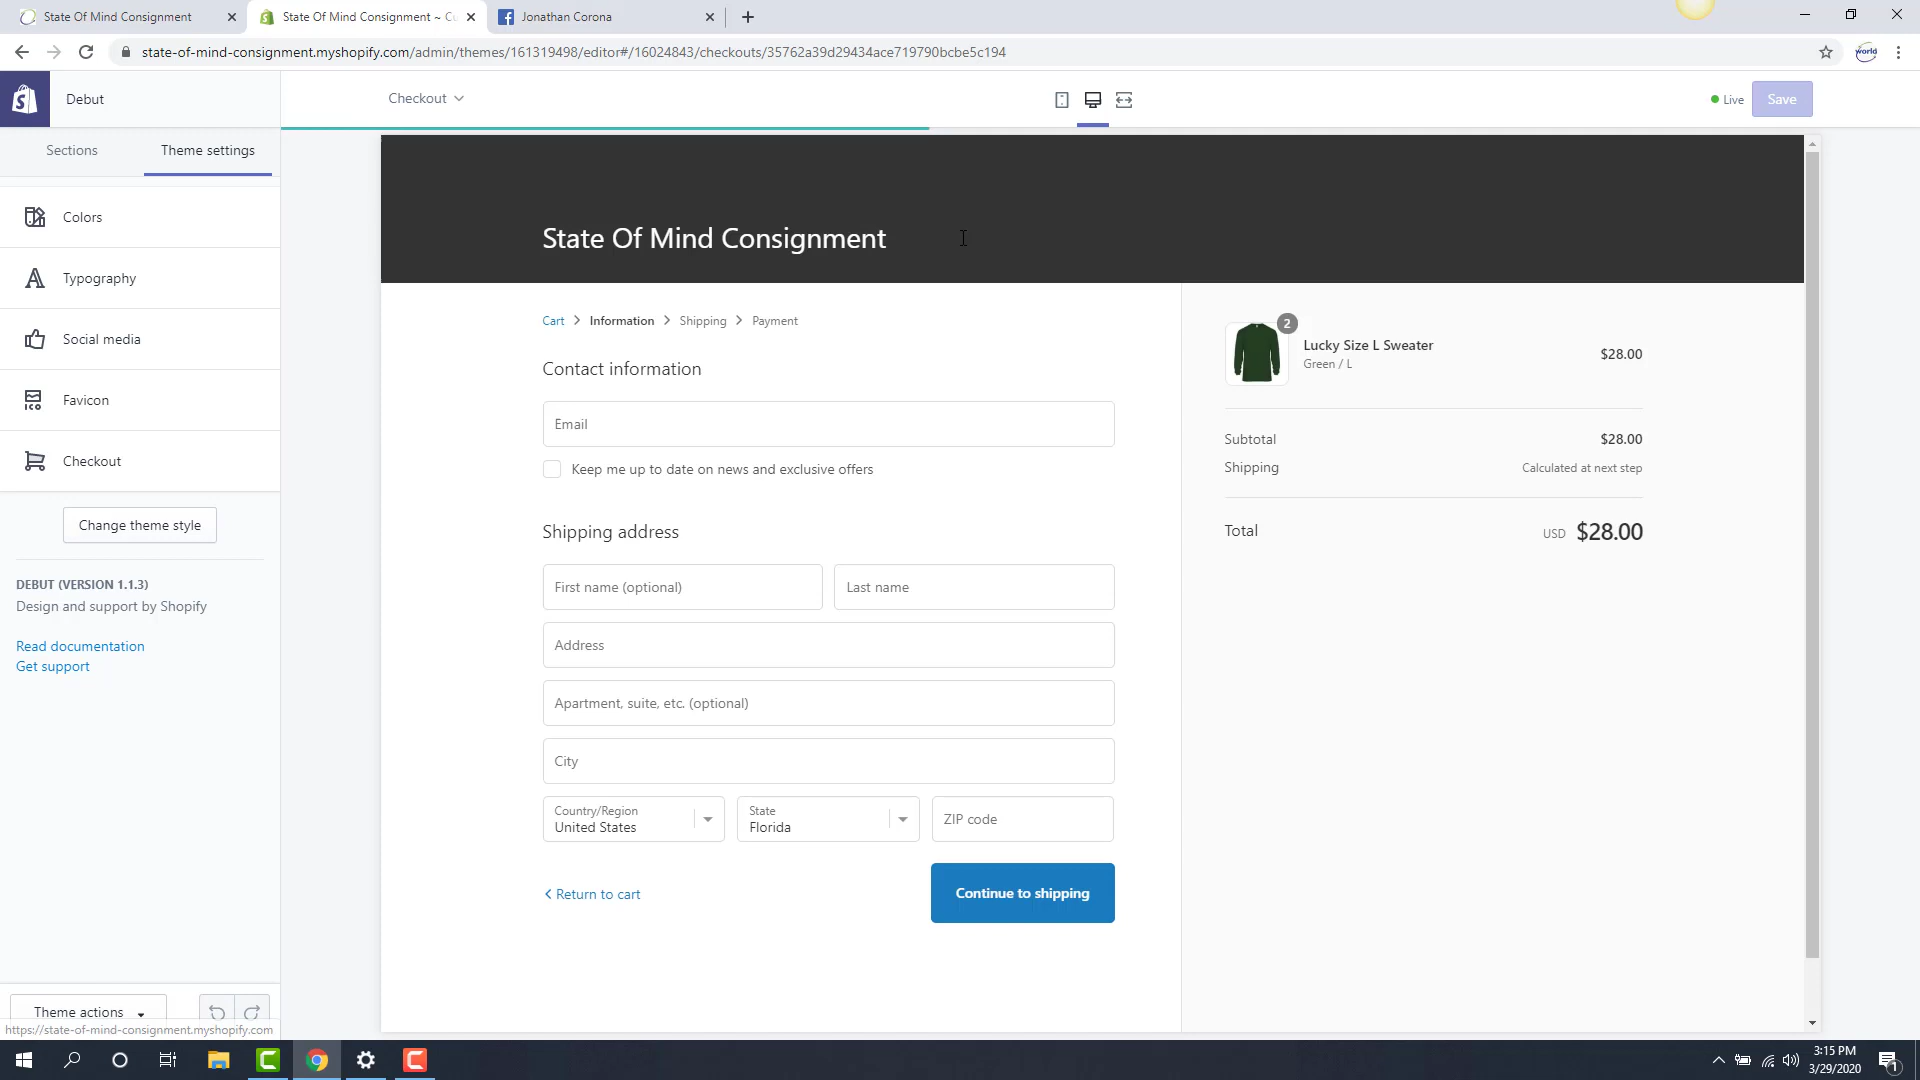 State Of Mind Consignment
State Of Mind Consignment ~ Cu
Jonathan Corona
state-of-mind-consignment.myshopify.com/admin/themes/161319498/editor#/16024843/checkouts/35762a39d29434ace719790bcbe5c194
world
Debut
Checkout
Live
Save
Sections
Theme settings
Colors
Typography
Social media
Favicon
Checkout
Change theme style
DEBUT (VERSION 1.1.3)
Design and support by Shopify
Read documentation
Get support
Theme actions
https://state-of-mind-consignment.myshopify.com
State Of Mind Consignment
Cart > Information > Shipping > Payment
Contact information
Email
Keep me up to date on news and exclusive offers
Shipping address
First name (optional)
Last name
Address
Apartment, suite, etc. (optional)
City
Country/Region
United States
State
Florida
ZIP code
Return to cart
Continue to shipping
2
Lucky Size L Sweater
Green / L
$28.00
Subtotal
$28.00
Shipping
Calculated at next step
Total
USD $28.00
3:15 PM
3/29/2020
1